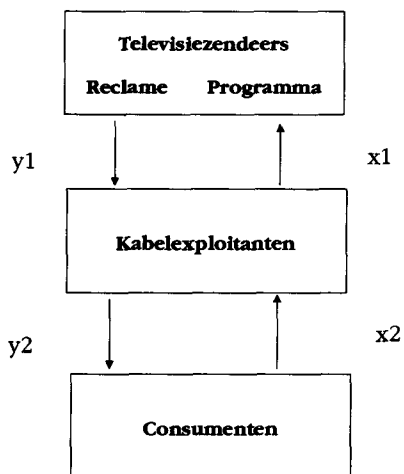 Televisiezendeers
Reclame Programma
y1 x1
Kabelexploitanten
y2 x2
Consumenten